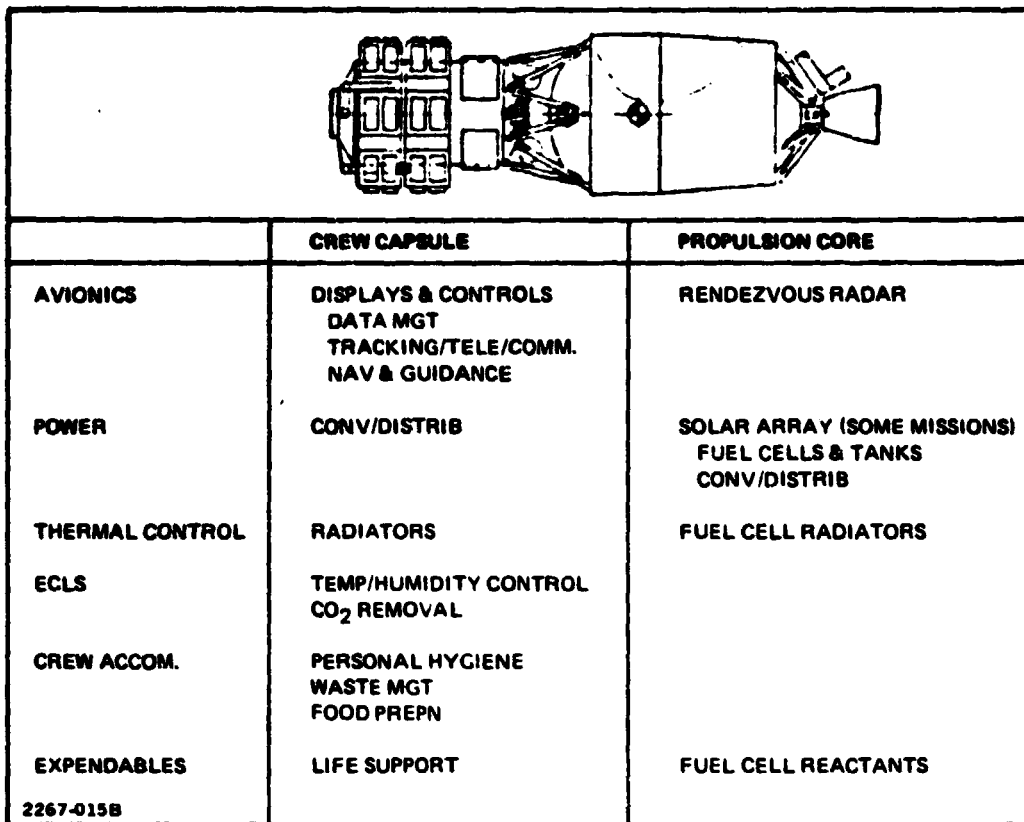 CREW CAPSULE PROPULSION CORE
AVIONICS DISPLAYS & CONTROLS RENDEZVOUS RADAR
DATA MGT
TRACKING/TELE/COMM.
NAV & GUIDANCE
POWER CONV/DISTRIB SOLAR ARRAY (SOME MISSIONS)
FUEL CELLS & TANKS
CONV/DISTRIB
THERMAL CONTROL RADIATORS FUEL CELL RADIATORS
ECLS TEMP/HUMIDITY CONTROL
CO₂ REMOVAL
CREW ACCOM. PERSONAL HYGIENE
WASTE MGT
FOOD PREPN
EXPENDABLES LIFE SUPPORT FUEL CELL REACTANTS
2267-015B